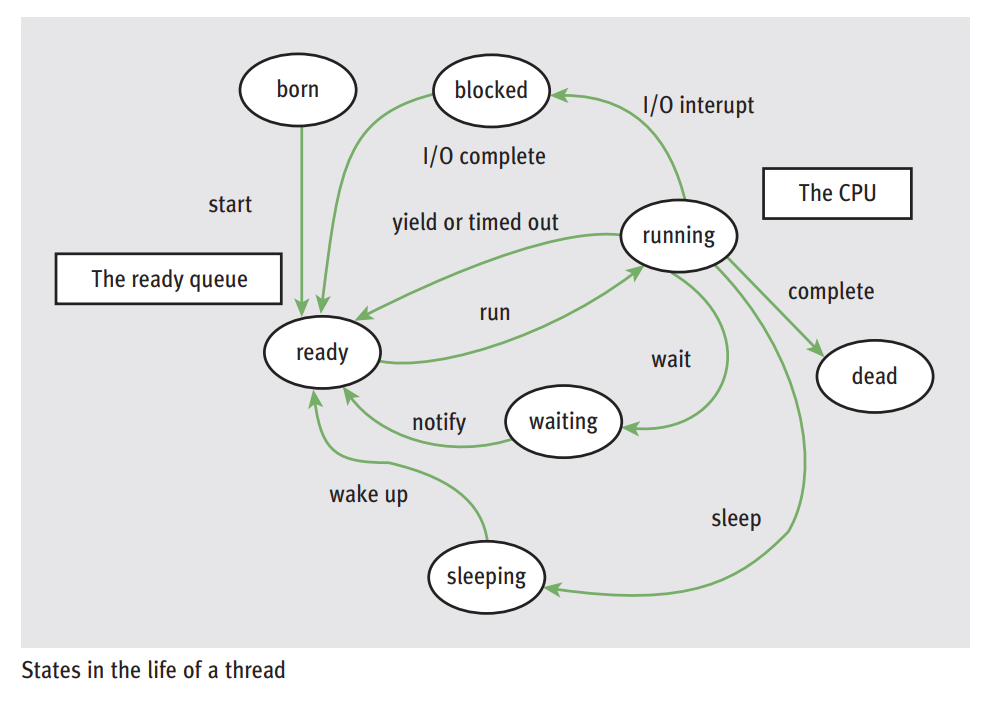 born
blocked
I/O interupt
I/O complete
The CPU
start
yield or timed out
running
The ready queue
complete
run
ready
wait
dead
notify
waiting
wake up
sleep
sleeping
States in the life of a thread